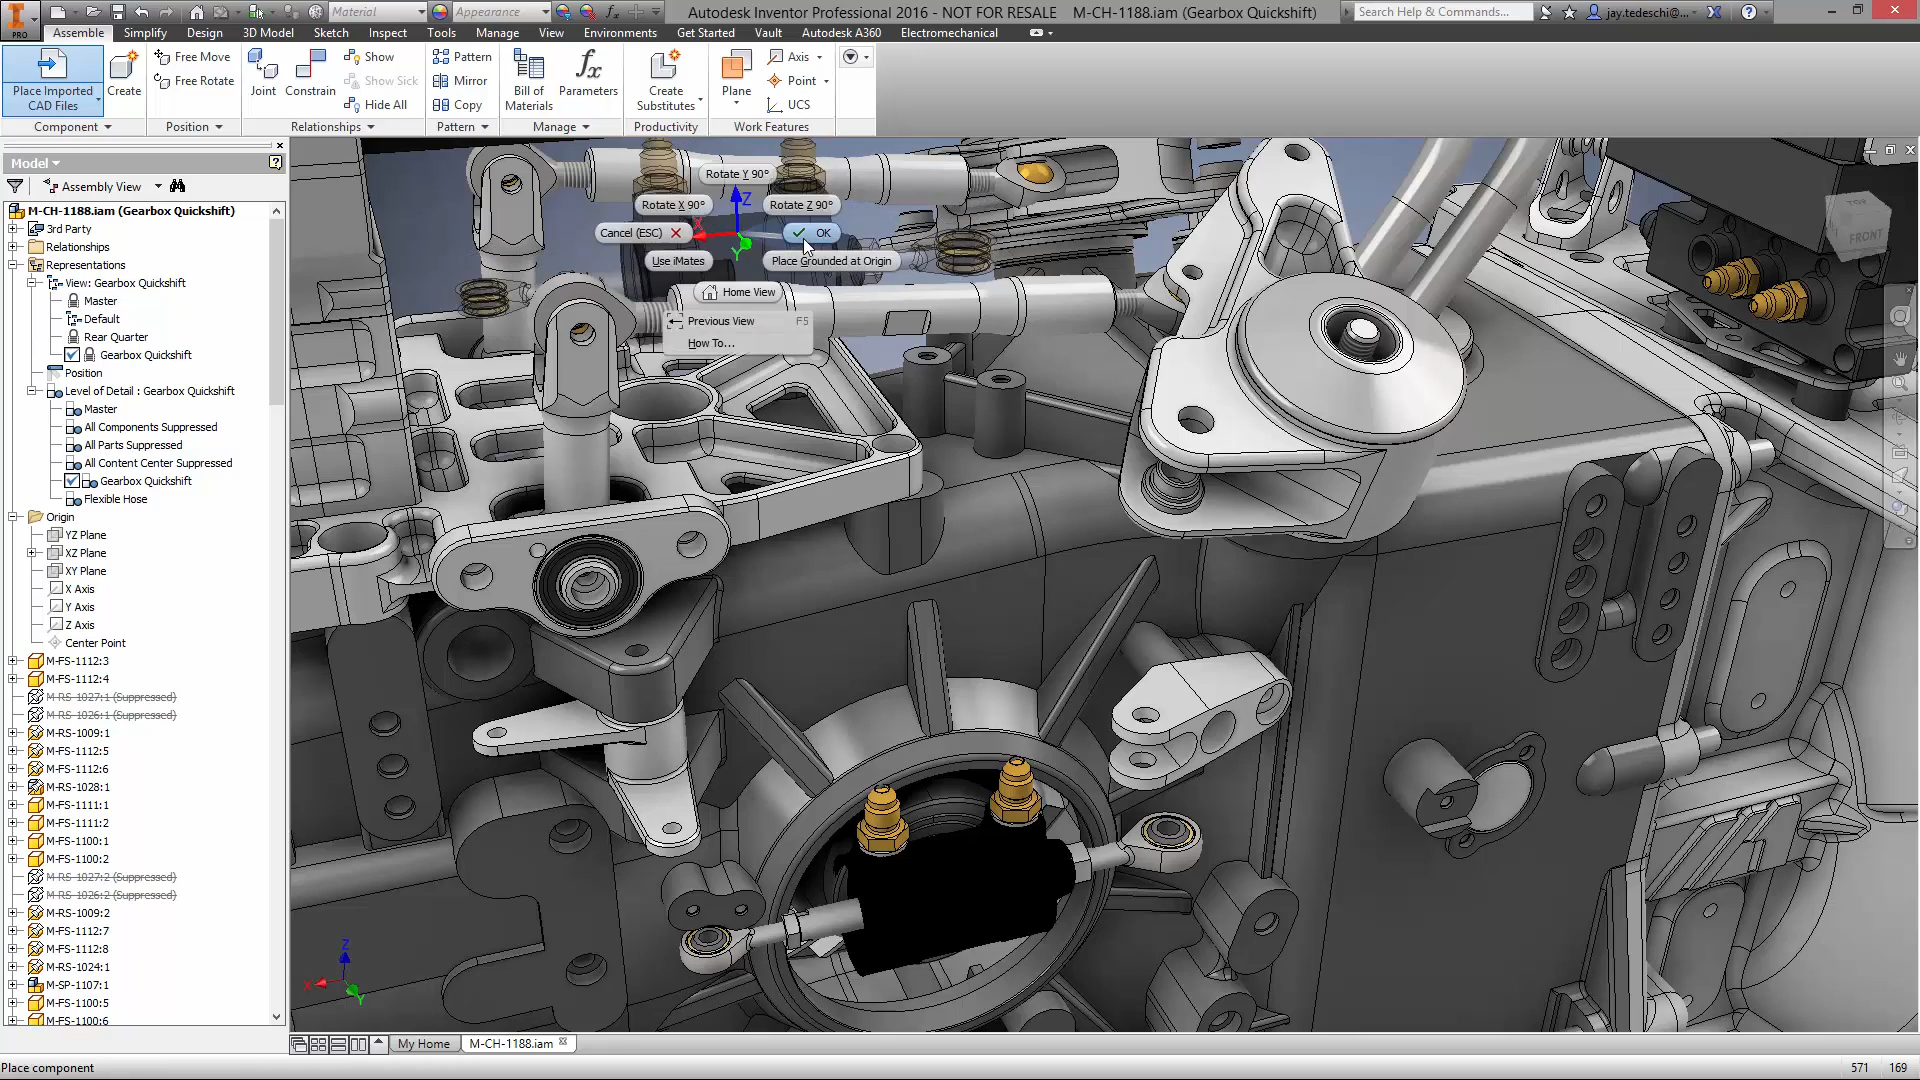 Material
Appearance
Autodesk Inventor Professional 2016 - NOT FOR RESALE M-CH-1188.iam (Gearbox Quickshift)
Search Help & Commands...
jay.tedeschi@...
PRO
Assemble Simplify Design 3D Model Sketch Inspect Tools Manage View Environments Get Started Vault Autodesk A360 Electromechanical
Place Imported CAD Files
Create
Free Move
Free Rotate
Joint
Constrain
Show
Show Sick
Hide All
Pattern
Mirror
Copy
Bill of Materials
Parameters
Create Substitutes
Plane
Axis
Point
UCS
Component
Position
Relationships
Pattern
Manage
Productivity
Work Features
Model
Assembly View
M-CH-1188.iam (Gearbox Quickshift)
3rd Party
Relationships
Representations
View: Gearbox Quickshift
Master
Default
Rear Quarter
Gearbox Quickshift
Position
Level of Detail : Gearbox Quickshift
Master
All Components Suppressed
All Parts Suppressed
All Content Center Suppressed
Gearbox Quickshift
Flexible Hose
Origin
YZ Plane
XZ Plane
XY Plane
X Axis
Y Axis
Z Axis
Center Point
M-FS-1112:3
M-FS-1112:4
M-RS-1027:1 (Suppressed)
M-RS-1026:1 (Suppressed)
M-RS-1009:1
M-FS-1112:5
M-FS-1112:6
M-RS-1028:1
M-FS-1111:1
M-FS-1111:2
M-FS-1100:1
M-FS-1100:2
M-RS-1027:2 (Suppressed)
M-RS-1026:2 (Suppressed)
M-RS-1009:2
M-FS-1112:7
M-FS-1112:8
M-RS-1024:1
M-SP-1107:1
M-FS-1100:5
M-FS-1100:6
Rotate Y 90°
Rotate X 90°
Rotate Z 90°
Z
X
Y
Cancel (ESC)
OK
Use iMates
Place Grounded at Origin
Home View
Previous View F5
How To...
TOP
FRONT
Z
X
Y
My Home
M-CH-1188.iam
Place component
571 169